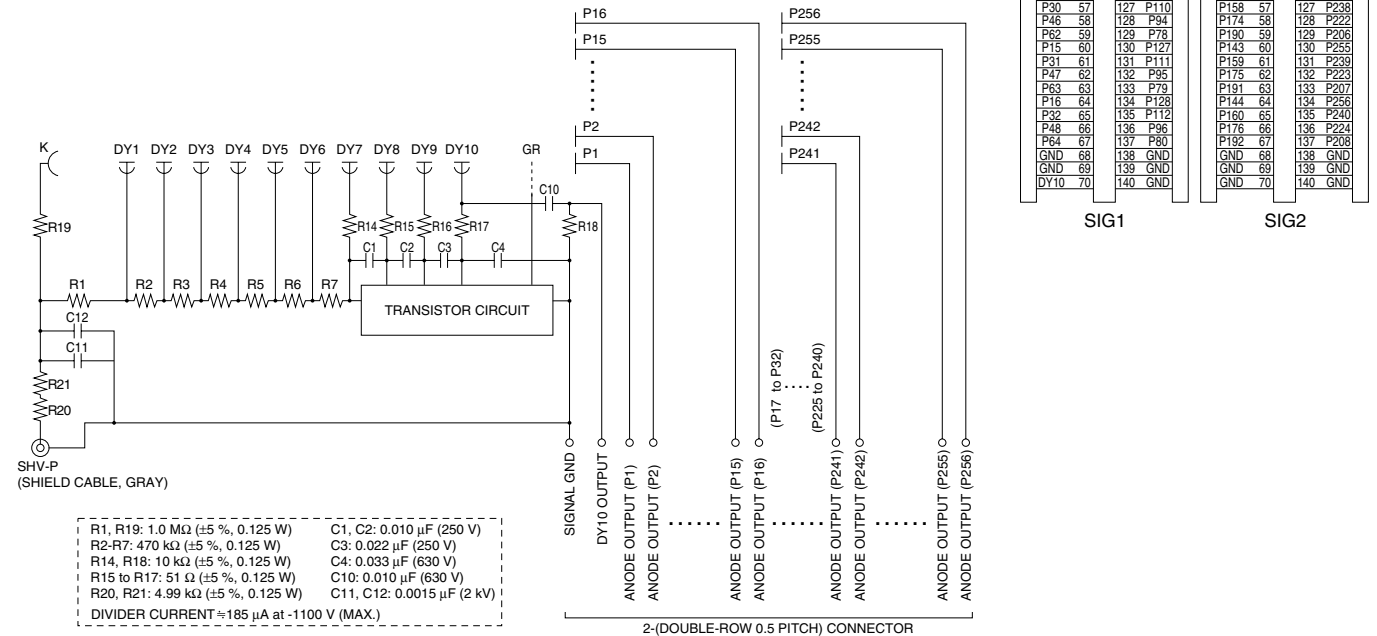 P16
P256
P15
P255
P2
P242
P1
P241
K
DY1 DY2 DY3 DY4 DY5 DY6 DY7 DY8 DY9 DY10
GR
C10
R19
R14 R15 R16 R17
R18
C1 C2 C3 C4
R1 R2 R3 R4 R5 R6 R7
TRANSISTOR CIRCUIT
C12
C11
R21
R20
SHV-P
(SHIELD CABLE, GRAY)
(P17 to P32)
(P225 to P240)
SIGNAL GND
DY10 OUTPUT
ANODE OUTPUT (P1)
ANODE OUTPUT (P2)
ANODE OUTPUT (P15)
ANODE OUTPUT (P16)
ANODE OUTPUT (P241)
ANODE OUTPUT (P242)
ANODE OUTPUT (P255)
ANODE OUTPUT (P256)
2-(DOUBLE-ROW 0.5 PITCH) CONNECTOR
R1, R19: 1.0 MΩ (±5 %, 0.125 W) C1, C2: 0.010 µF (250 V)
R2-R7: 470 kΩ (±5 %, 0.125 W) C3: 0.022 µF (250 V)
R14, R18: 10 kΩ (±5 %, 0.125 W) C4: 0.033 µF (630 V)
R15 to R17: 51 Ω (±5 %, 0.125 W) C10: 0.010 µF (630 V)
R20, R21: 4.99 kΩ (±5 %, 0.125 W) C11, C12: 0.0015 µF (2 kV)
DIVIDER CURRENT≒185 µA at -1100 V (MAX.)
P30 57 127 P110
P46 58 128 P94
P62 59 129 P78
P15 60 130 P127
P31 61 131 P111
P47 62 132 P95
P63 63 133 P79
P16 64 134 P128
P32 65 135 P112
P48 66 136 P96
P64 67 137 P80
GND 68 138 GND
GND 69 139 GND
DY10 70 140 GND
SIG1
P158 57 127 P238
P174 58 128 P222
P190 59 129 P206
P143 60 130 P255
P159 61 131 P239
P175 62 132 P223
P191 63 133 P207
P144 64 134 P256
P160 65 135 P240
P176 66 136 P224
P192 67 137 P208
GND 68 138 GND
GND 69 139 GND
GND 70 140 GND
SIG2